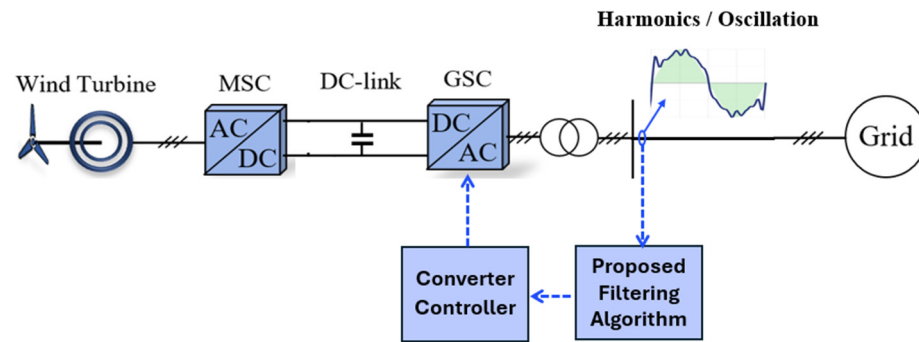 Harmonics / Oscillation
Wind Turbine
MSC
DC-link
GSC
AC
DC
DC
AC
Grid
Converter
Controller
Proposed
Filtering
Algorithm